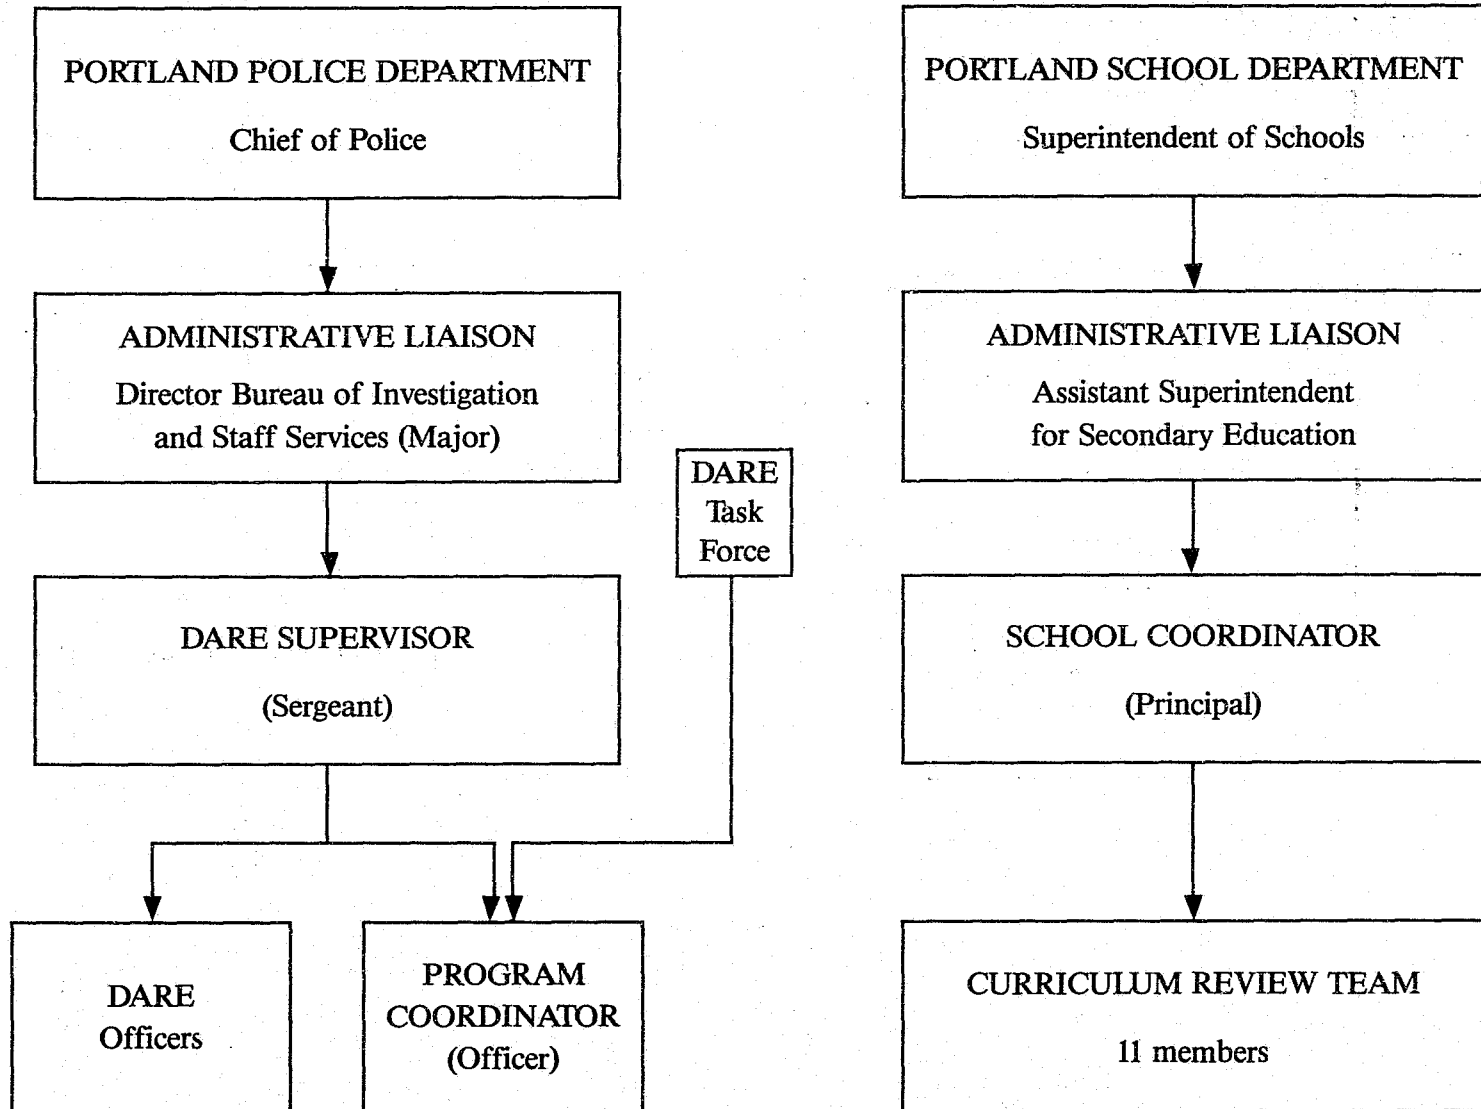 PORTLAND POLICE DEPARTMENT
Chief of Police
PORTLAND SCHOOL DEPARTMENT
Superintendent of Schools
ADMINISTRATIVE LIAISON
Director Bureau of Investigation
and Staff Services (Major)
ADMINISTRATIVE LIAISON
Assistant Superintendent
for Secondary Education
DARE
Task
Force
DARE SUPERVISOR
(Sergeant)
SCHOOL COORDINATOR
(Principal)
DARE
Officers
PROGRAM
COORDINATOR
(Officer)
CURRICULUM REVIEW TEAM
11 members